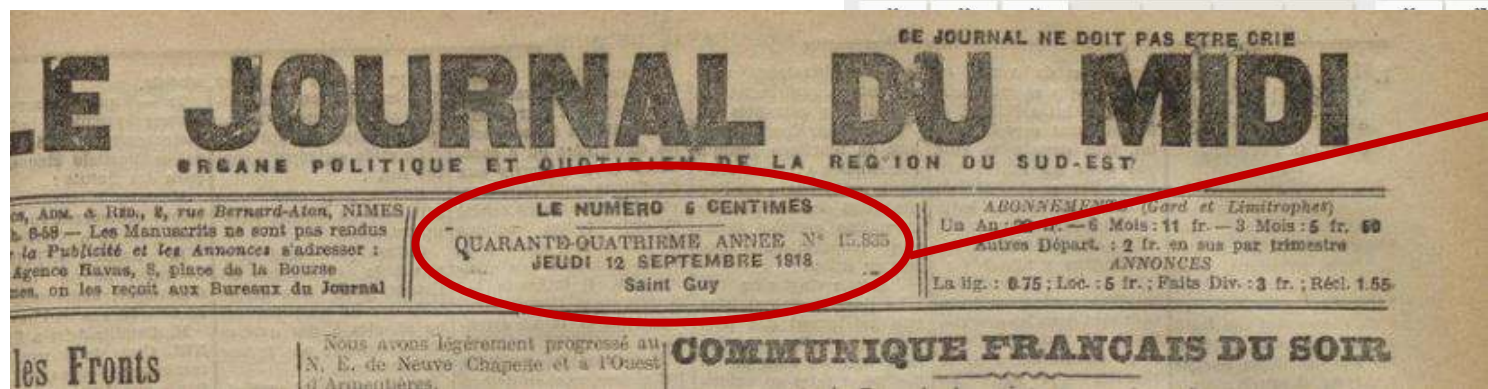 CE JOURNAL NE DOIT PAS ETRE CRIE
LE JOURNAL DU MIDI
ORGANE POLITIQUE ET QUOTIDIEN DE LA REGION DU SUD-EST
ADM. & RED., 8, rue Bernard-Aton, NIMES
6-58 — Les Manuscrits ne sont pas rendus
la Publicité et les Annonces s'adresser :
Agence Havas, 8, place de la Bourse
on les reçoit aux Bureaux du Journal
LE NUMERO 5 CENTIMES
QUARANTE-QUATRIEME ANNEE N° 15.835
JEUDI 12 SEPTEMBRE 1918
Saint Guy
ABONNEMENT (Gard et Limitrophes)
Un An : fr. — 6 Mois : 11 fr. — 3 Mois : 5 fr. 50
Autres Départ. : 2 fr. en sus par trimestre
ANNONCES
La lig. : 0.75 ; Loc. : 5 fr. ; Faits Div. : 3 fr. ; Récl. 1.55
les Fronts
Nous avons légèrement progressé au
N. E. de Neuve Chapelle et à l'Ouest
d'Armentières.
COMMUNIQUE FRANÇAIS DU SOIR